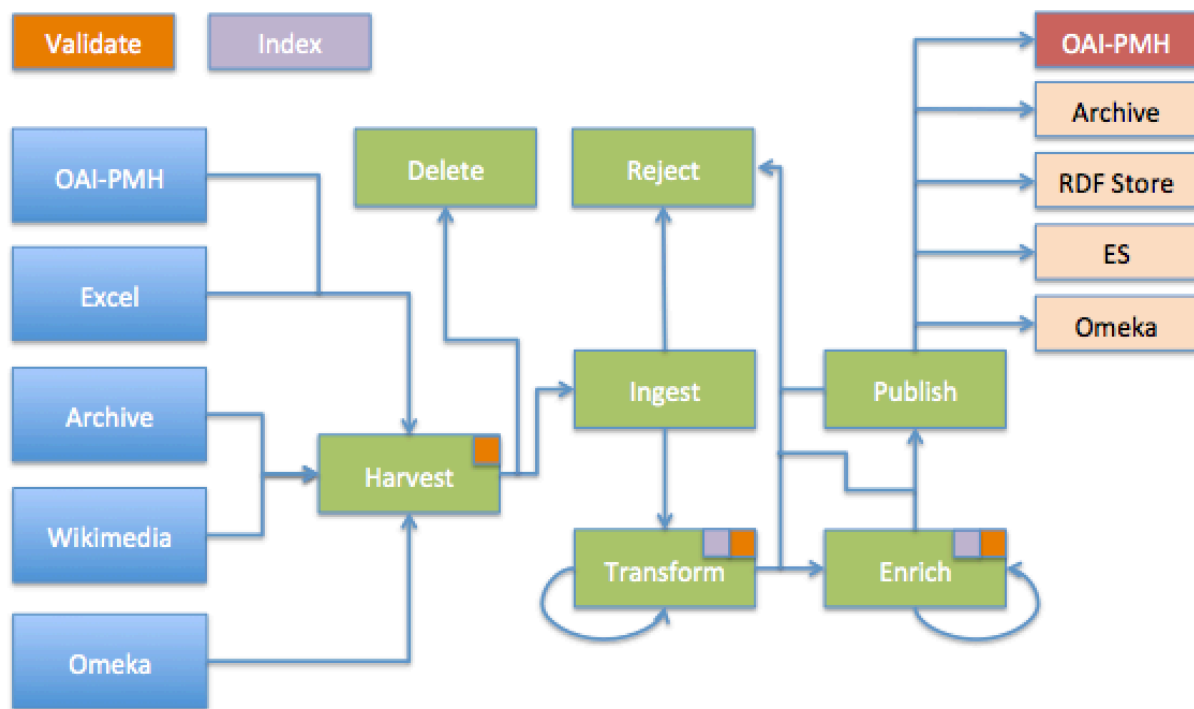 Validate
Index
OAI-PMH
OAI-PMH
Delete
Reject
Archive
RDF Store
Excel
ES
Omeka
Archive
Ingest
Publish
Harvest
Wikimedia
Transform
Enrich
Omeka